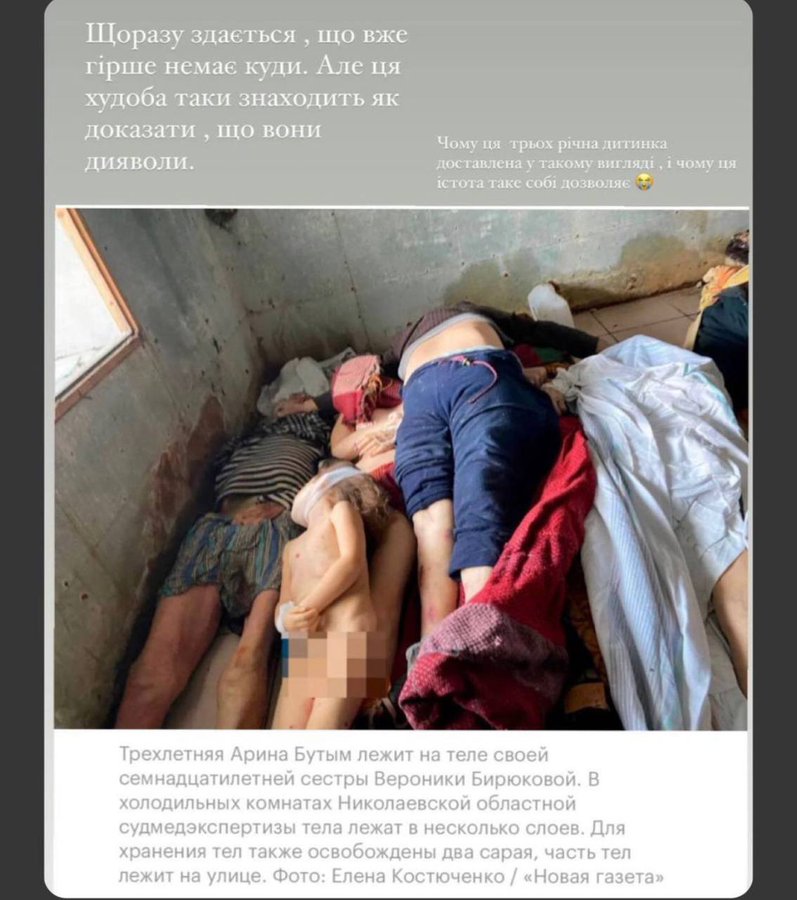 Щоразу здається , що вже
гірше немає куди. Але ця
худоба таки знаходить як
доказати , що вони
дияволи.
Чому ця трьох річна дитинка
доставлена у такому вигляді , і чому ця
істота таке собі дозволяє 😭
Трехлетняя Арина Бутым лежит на теле своей
семнадцатилетней сестры Вероники Бирюковой. В
холодильных комнатах Николаевской областной
судмедэкспертизы тела лежат в несколько слоев. Для
хранения тел также освобождены два сарая, часть тел
лежит на улице. Фото: Елена Костюченко / «Новая газета»